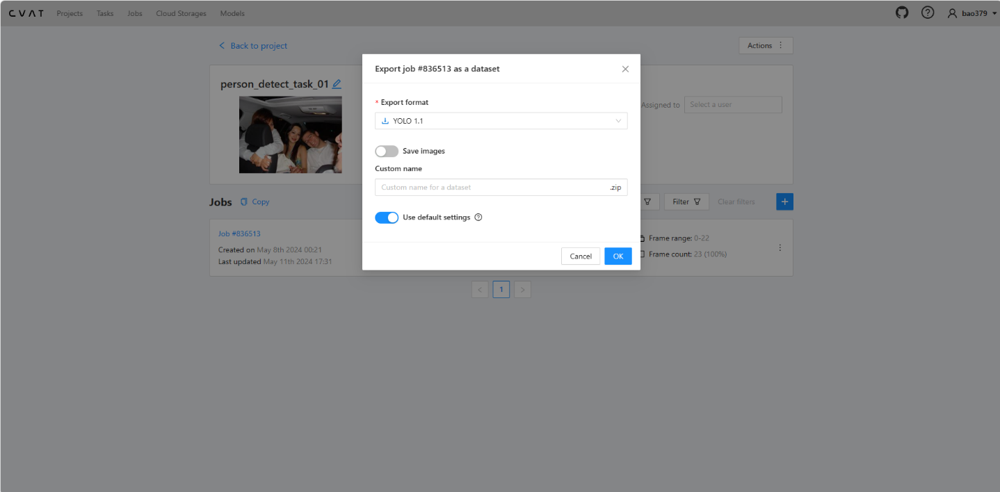 CVAT Projects Tasks Jobs Cloud Storages Models bao379
Back to project Actions
Export job #836513 as a dataset
person_detect_task_01
* Export format
Assigned to Select a user
YOLO 1.1
Save images
Custom name
Custom name for a dataset .zip
Jobs Copy Filter Clear filters
Use default settings
Job #836513
Frame range: 0-22
Created on May 8th 2024 00:21
Frame count: 23 (100%)
Last updated May 11th 2024 17:31
Cancel OK
1